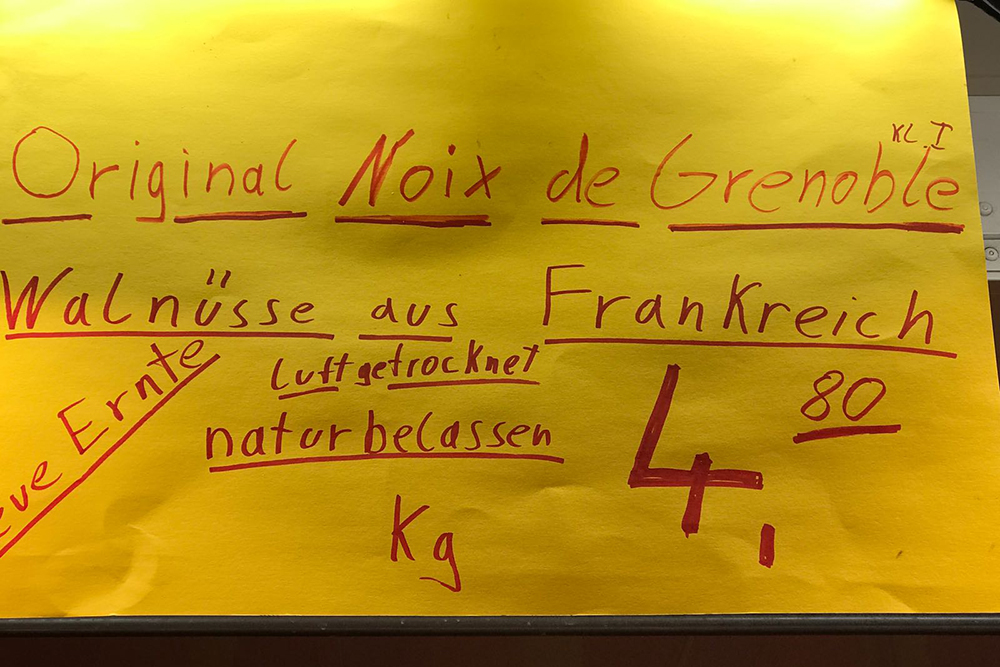 KL. I
Original Noix de Grenoble
Walnüsse aus Frankreich
Ernte
luftgetrocknet
naturbelassen
Kg
4,80